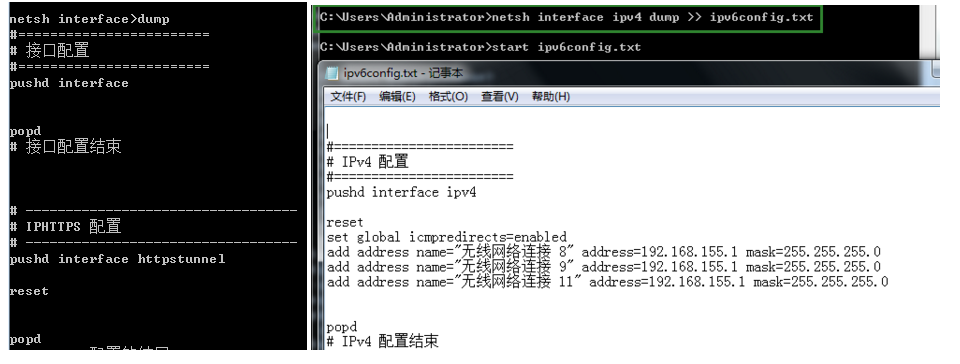 netsh interface>dump
#========================
# 接口配置
#========================
pushd interface
popd
# 接口配置结束
# ----------------------------------
# IPHTTPS 配置
# ----------------------------------
pushd interface httpstunnel
reset
popd
C:\Users\Administrator>netsh interface ipv4 dump >> ipv6config.txt
C:\Users\Administrator>start ipv6config.txt
ipv6config.txt - 记事本
文件(F) 编辑(E) 格式(O) 查看(V) 帮助(H)
#========================
# IPv4 配置
#========================
pushd interface ipv4
reset
set global icmpredirects=enabled
add address name="无线网络连接 8" address=192.168.155.1 mask=255.255.255.0
add address name="无线网络连接 9" address=192.168.155.1 mask=255.255.255.0
add address name="无线网络连接 11" address=192.168.155.1 mask=255.255.255.0
popd
# IPv4 配置结束